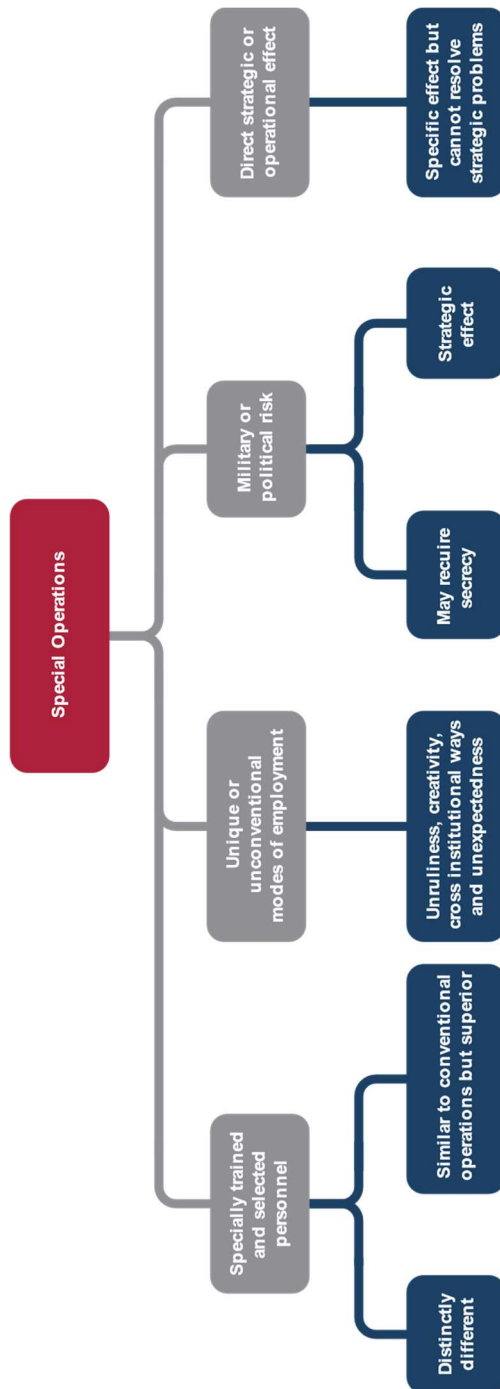 Special Operations
Specially trained
and selected
personnel
Unique or
unconventional
modes of employment
Military or
political risk
Direct strategic or
operational effect
Distinctly
different
Similar to conventional
operations but superior
Unruliness, creativity,
cross institutional ways
and unexpectedness
May recuire
secrecy
Strategic
effect
Specific effect but
cannot resolve
strategic problems